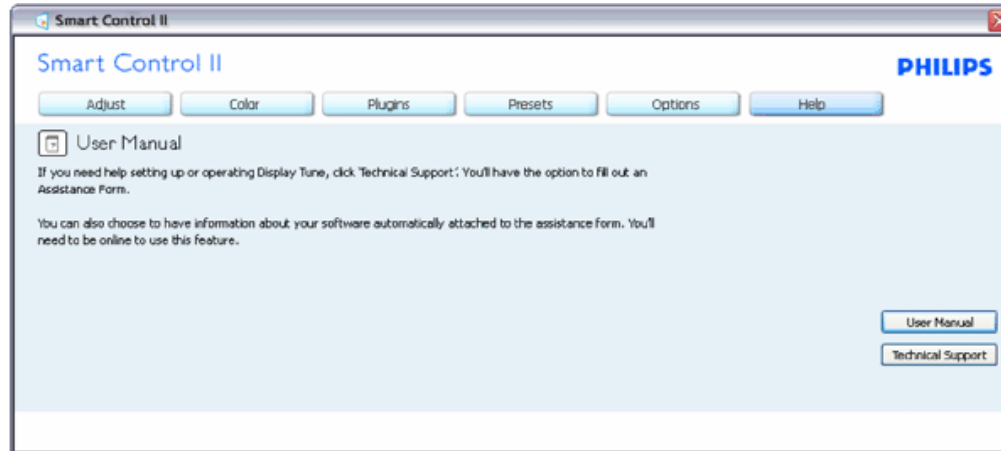 Smart Control II
Smart Control II
PHILIPS
Adjust
Color
Plugins
Presets
Options
Help
User Manual
If you need help setting up or operating Display Tune, click 'Technical Support'. You'll have the option to fill out an
Assistance Form.
You can also choose to have information about your software automatically attached to the assistance form. You'll
need to be online to use this feature.
User Manual
Technical Support